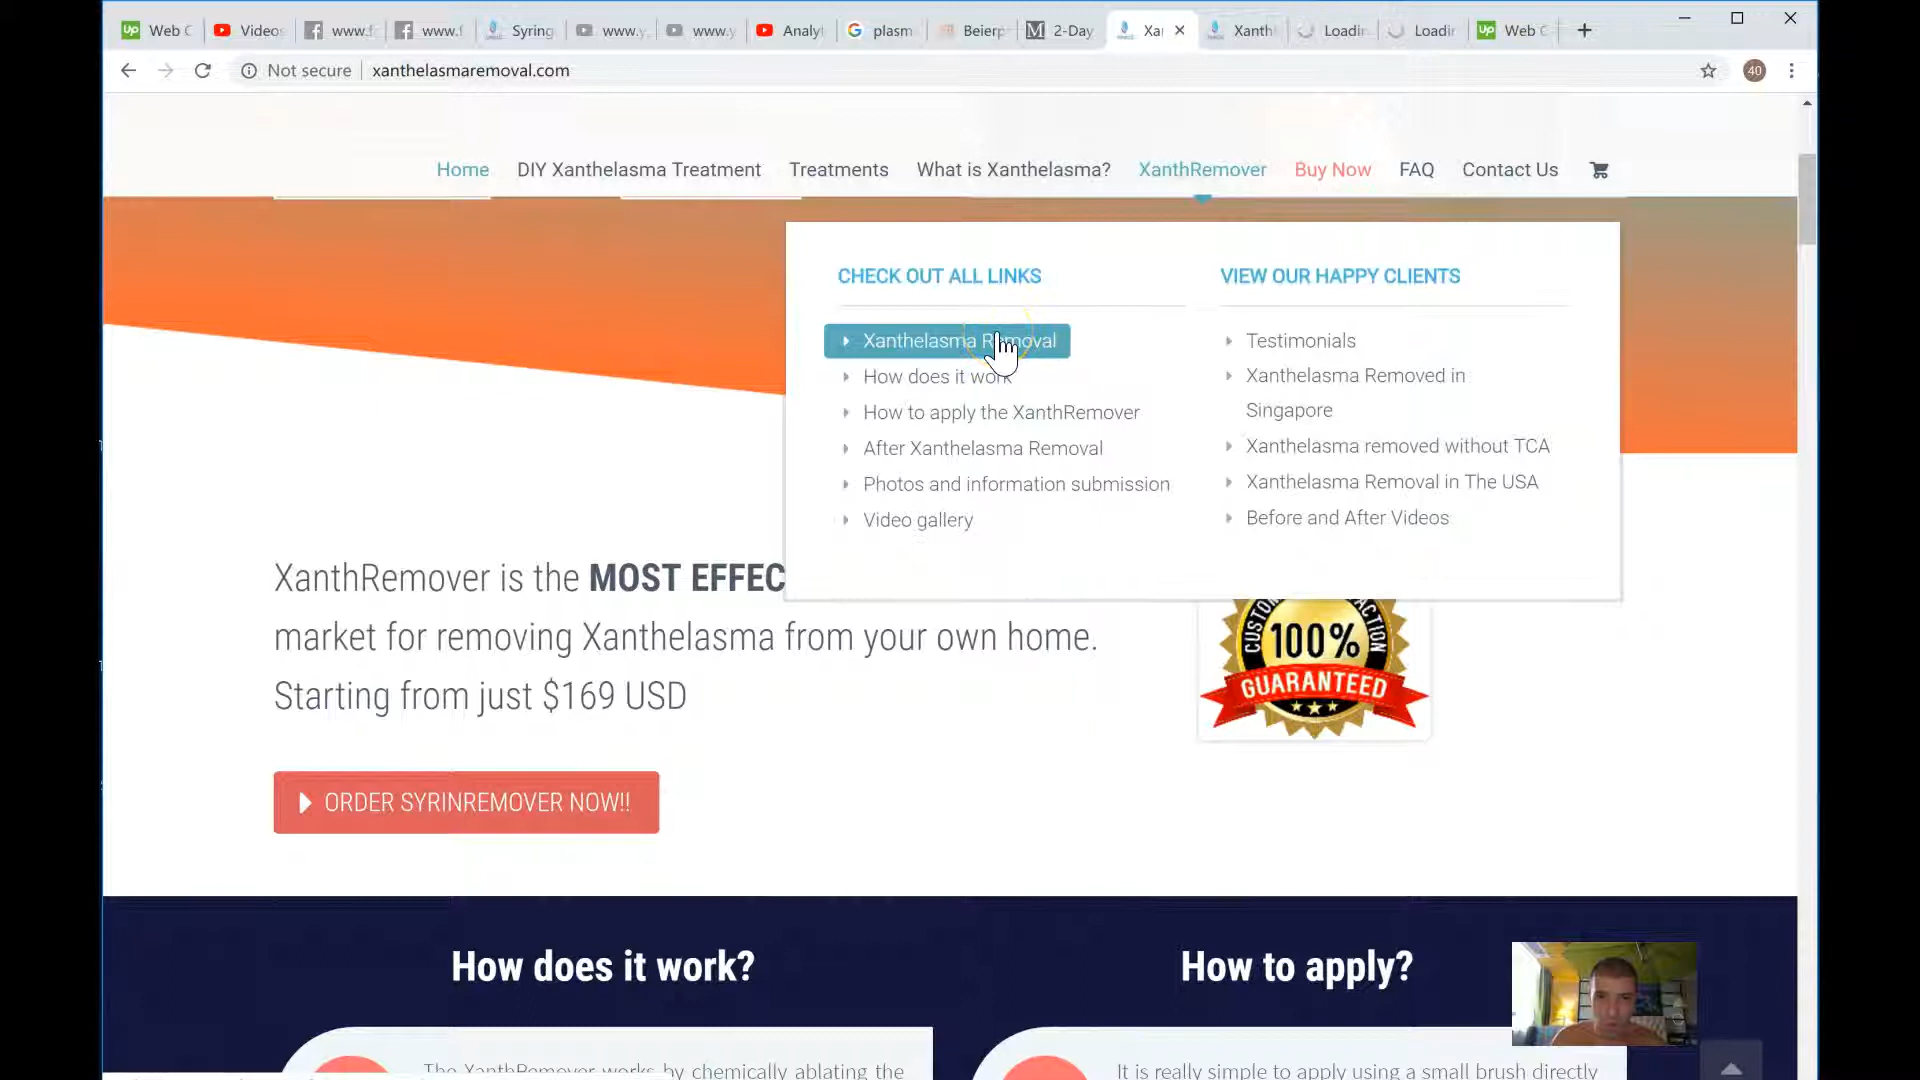 Web C
Videos
www.f
www.f
Syring
www.y
www.y
Analyt
plasm
Beierp
2-Day
Xa
Xanth
Loadin
Loadin
Web C
Not secure
xanthelasmaremoval.com
40
Home
DIY Xanthelasma Treatment
Treatments
What is Xanthelasma?
XanthRemover
Buy Now
FAQ
Contact Us
CHECK OUT ALL LINKS
Xanthelasma Removal
How does it work
How to apply the XanthRemover
After Xanthelasma Removal
Photos and information submission
Video gallery
VIEW OUR HAPPY CLIENTS
Testimonials
Xanthelasma Removed in
Singapore
Xanthelasma removed without TCA
Xanthelasma Removal in The USA
Before and After Videos
XanthRemover is the MOST EFFEC
market for removing Xanthelasma from your own home.
Starting from just $169 USD
100%
GUARANTEED
ORDER SYRINREMOVER NOW!!
How does it work?
How to apply?
The XanthRemover works by chemically ablating the
It is really simple to apply using a small brush directly